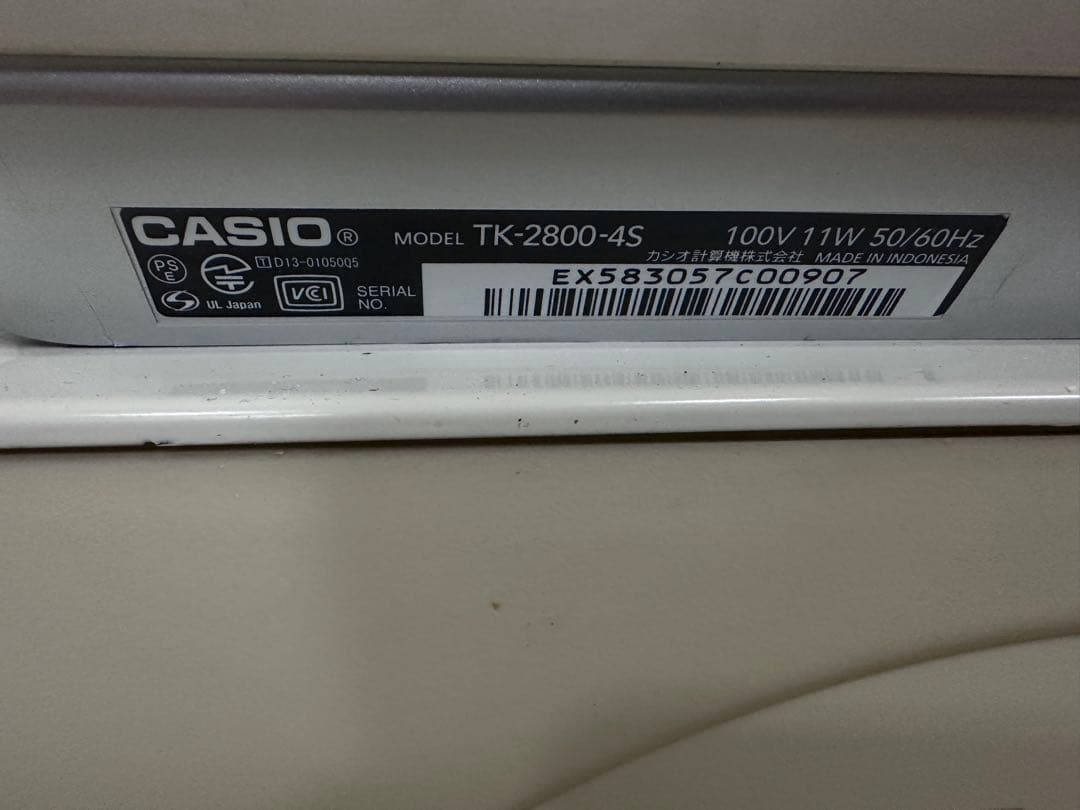 CASIO® MODEL TK-2800-4S 100V 11W 50/60Hz
カシオ計算機株式会社 MADE IN INDONESIA
PS E
T D13-0105005
S UL Japan
VCI SERIAL NO.
EX583057C00907